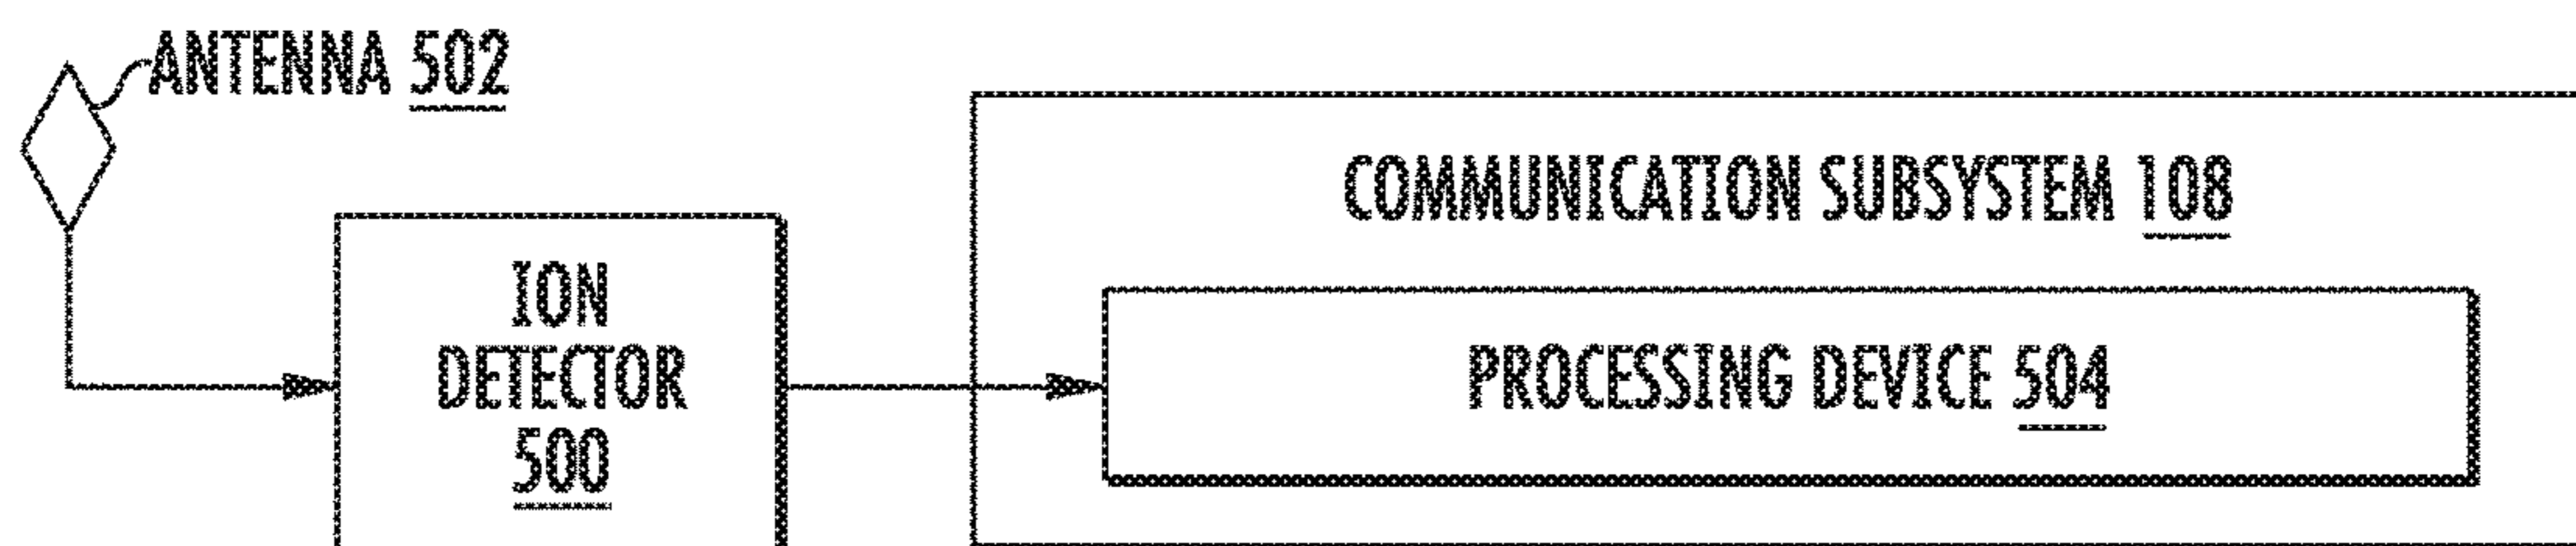 ANTENNA 502
COMMUNICATION SUBSYSTEM 108
ION
DETECTOR
500
PROCESSING DEVICE 504